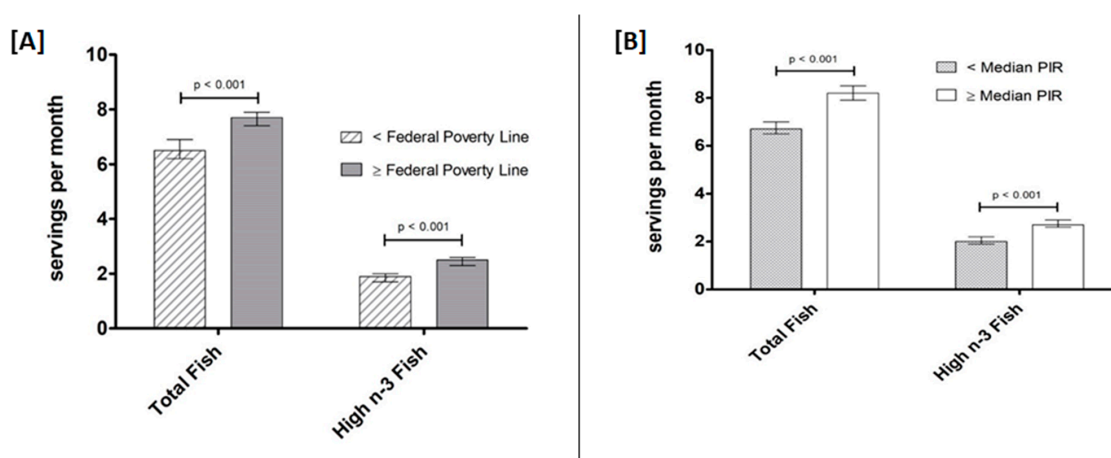 [A]
10
8
6
4
2
0
servings per month
p < 0.001
p < 0.001
< Federal Poverty Line
≥ Federal Poverty Line
Total Fish
High n-3 Fish
[B]
10
8
6
4
2
0
servings per month
p < 0.001
p < 0.001
< Median PIR
≥ Median PIR
Total Fish
High n-3 Fish